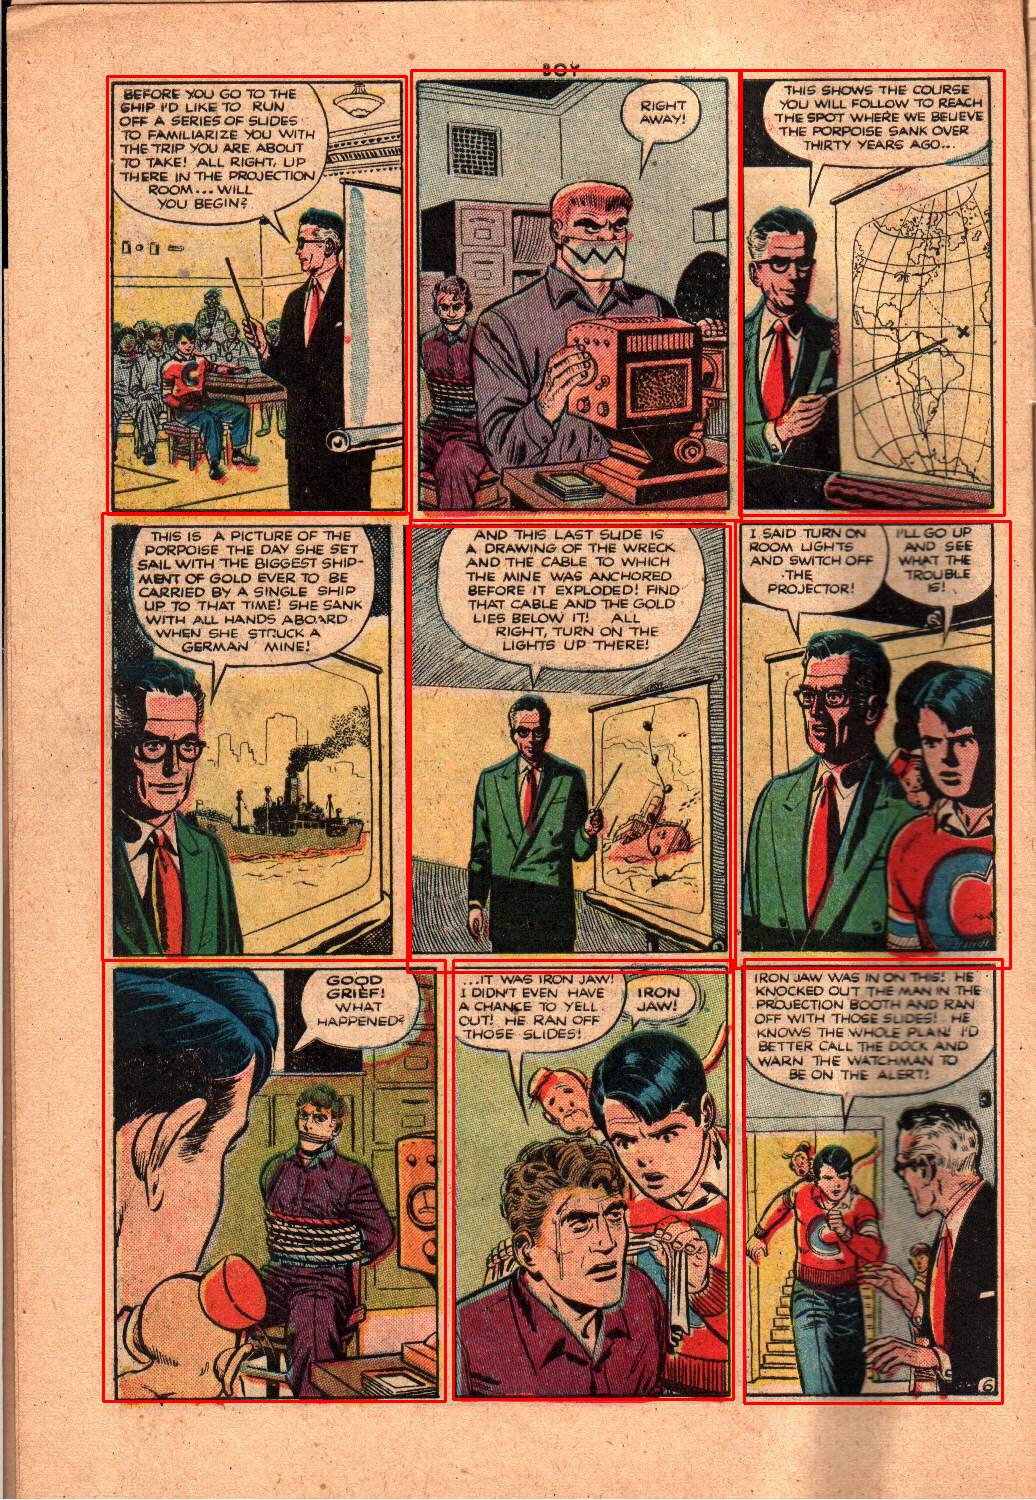 BOY
BEFORE YOU GO TO THE
SHIP I'D LIKE TO RUN
OFF A SERIES OF SLIDES
TO FAMILIARIZE YOU WITH
THE TRIP YOU ARE ABOUT
TO TAKE! ALL RIGHT, UP
THERE IN THE PROJECTION
ROOM... WILL
YOU BEGIN?
RIGHT
AWAY!
THIS SHOWS THE COURSE
YOU WILL FOLLOW TO REACH
THE SPOT WHERE WE BELIEVE
THE PORPOISE SANK OVER
THIRTY YEARS AGO...
THIS IS A PICTURE OF THE
PORPOISE THE DAY SHE SET
SAIL WITH THE BIGGEST SHIP-
MENT OF GOLD EVER TO BE
CARRIED BY A SINGLE SHIP
UP TO THAT TIME! SHE SANK
WITH ALL HANDS ABOARD
WHEN SHE STRUCK A
GERMAN MINE!
AND THIS LAST SLIDE IS
A DRAWING OF THE WRECK
AND THE CABLE TO WHICH
THE MINE WAS ANCHORED
BEFORE IT EXPLODED! FIND
THAT CABLE AND THE GOLD
LIES BELOW IT! ALL
RIGHT, TURN ON THE
LIGHTS UP THERE!
I SAID TURN ON
ROOM LIGHTS
AND SWITCH OFF
THE
PROJECTOR!
I'LL GO UP
AND SEE
WHAT THE
TROUBLE
IS!
C
GOOD
GRIEF!
WHAT
HAPPENED?
...IT WAS IRON JAW!
I DIDN'T EVEN HAVE
A CHANCE TO YELL
OUT! HE RAN OFF
THOSE SLIDES!
IRON
JAW!
IRON JAW WAS IN ON THIS! HE
KNOCKED OUT THE MAN IN THE
PROJECTION BOOTH AND RAN
OFF WITH THOSE SLIDES! HE
KNOWS THE WHOLE PLAN! I'D
BETTER CALL THE DOCK AND
WARN THE WATCHMAN TO
BE ON THE ALERT!
C
6